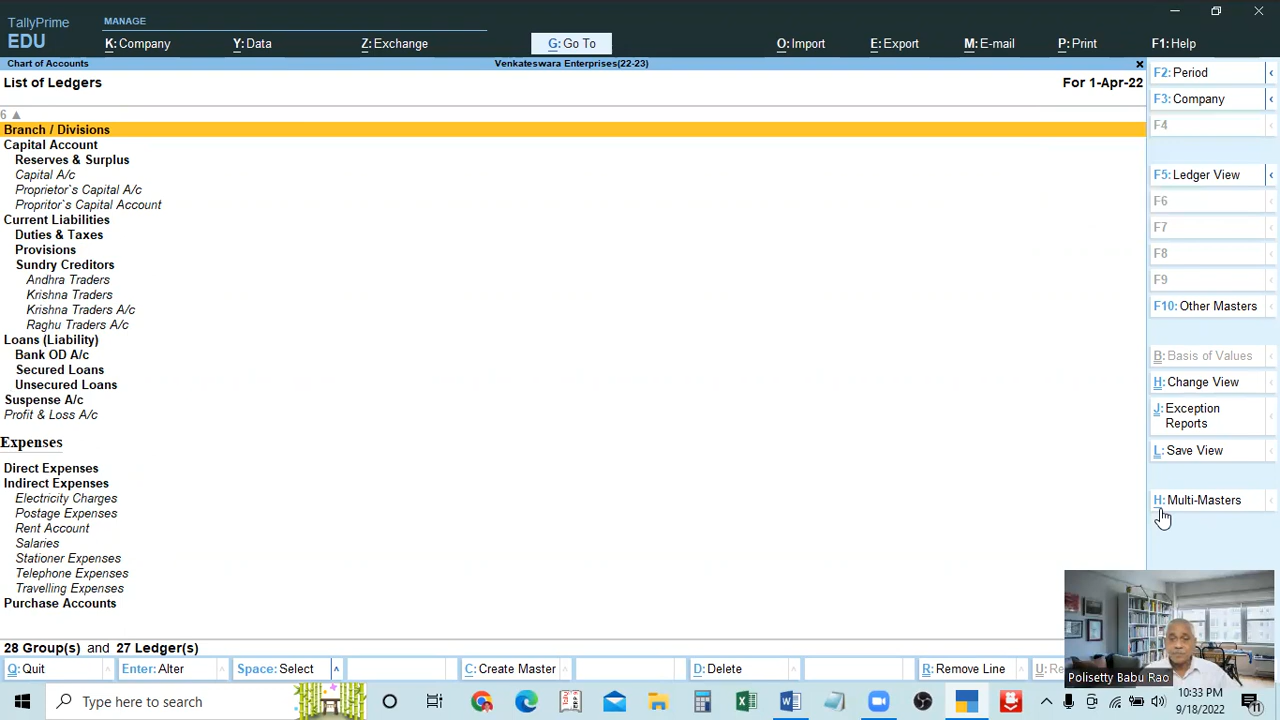 TallyPrime
EDU
MANAGE
K: Company
Y: Data
Z: Exchange
G: Go To
O: Import
E: Export
M: E-mail
P: Print
F1: Help
Chart of Accounts
Venkateswara Enterprises(22-23)
List of Ledgers
For 1-Apr-22
6
Branch / Divisions
Capital Account
Reserves & Surplus
Capital A/c
Proprietor`s Capital A/c
Propritor`s Capital Account
Current Liabilities
Duties & Taxes
Provisions
Sundry Creditors
Andhra Traders
Krishna Traders
Krishna Traders A/c
Raghu Traders A/c
Loans (Liability)
Bank OD A/c
Secured Loans
Unsecured Loans
Suspense A/c
Profit & Loss A/c
Expenses
Direct Expenses
Indirect Expenses
Electricity Charges
Postage Expenses
Rent Account
Salaries
Stationer Expenses
Telephone Expenses
Travelling Expenses
Purchase Accounts
28 Group(s) and 27 Ledger(s)
F2: Period
F3: Company
F4
F5: Ledger View
F6
F7
F8
F9
F10: Other Masters
B: Basis of Values
H: Change View
J: Exception
Reports
L: Save View
H: Multi-Masters
Q: Quit
Enter: Alter
Space: Select
C: Create Master
D: Delete
R: Remove Line
U: Re
Polisetty Babu Rao
Type here to search
10:33 PM
9/18/2022
11